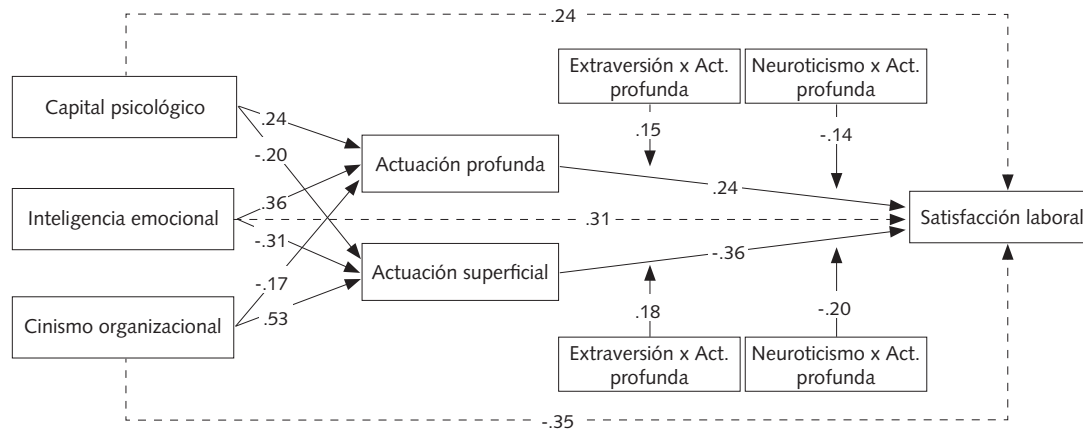 .24
Extraversión x Act.
profunda
Neuroticismo x Act.
profunda
Capital psicológico
.24
.15
-.14
-.20
Actuación profunda
.24
.36
Inteligencia emocional
.31
Satisfacción laboral
-.31
Actuación superficial
-.36
-.17
Cinismo organizacional
.53
.18
-.20
Extraversión x Act.
profunda
Neuroticismo x Act.
profunda
-.35